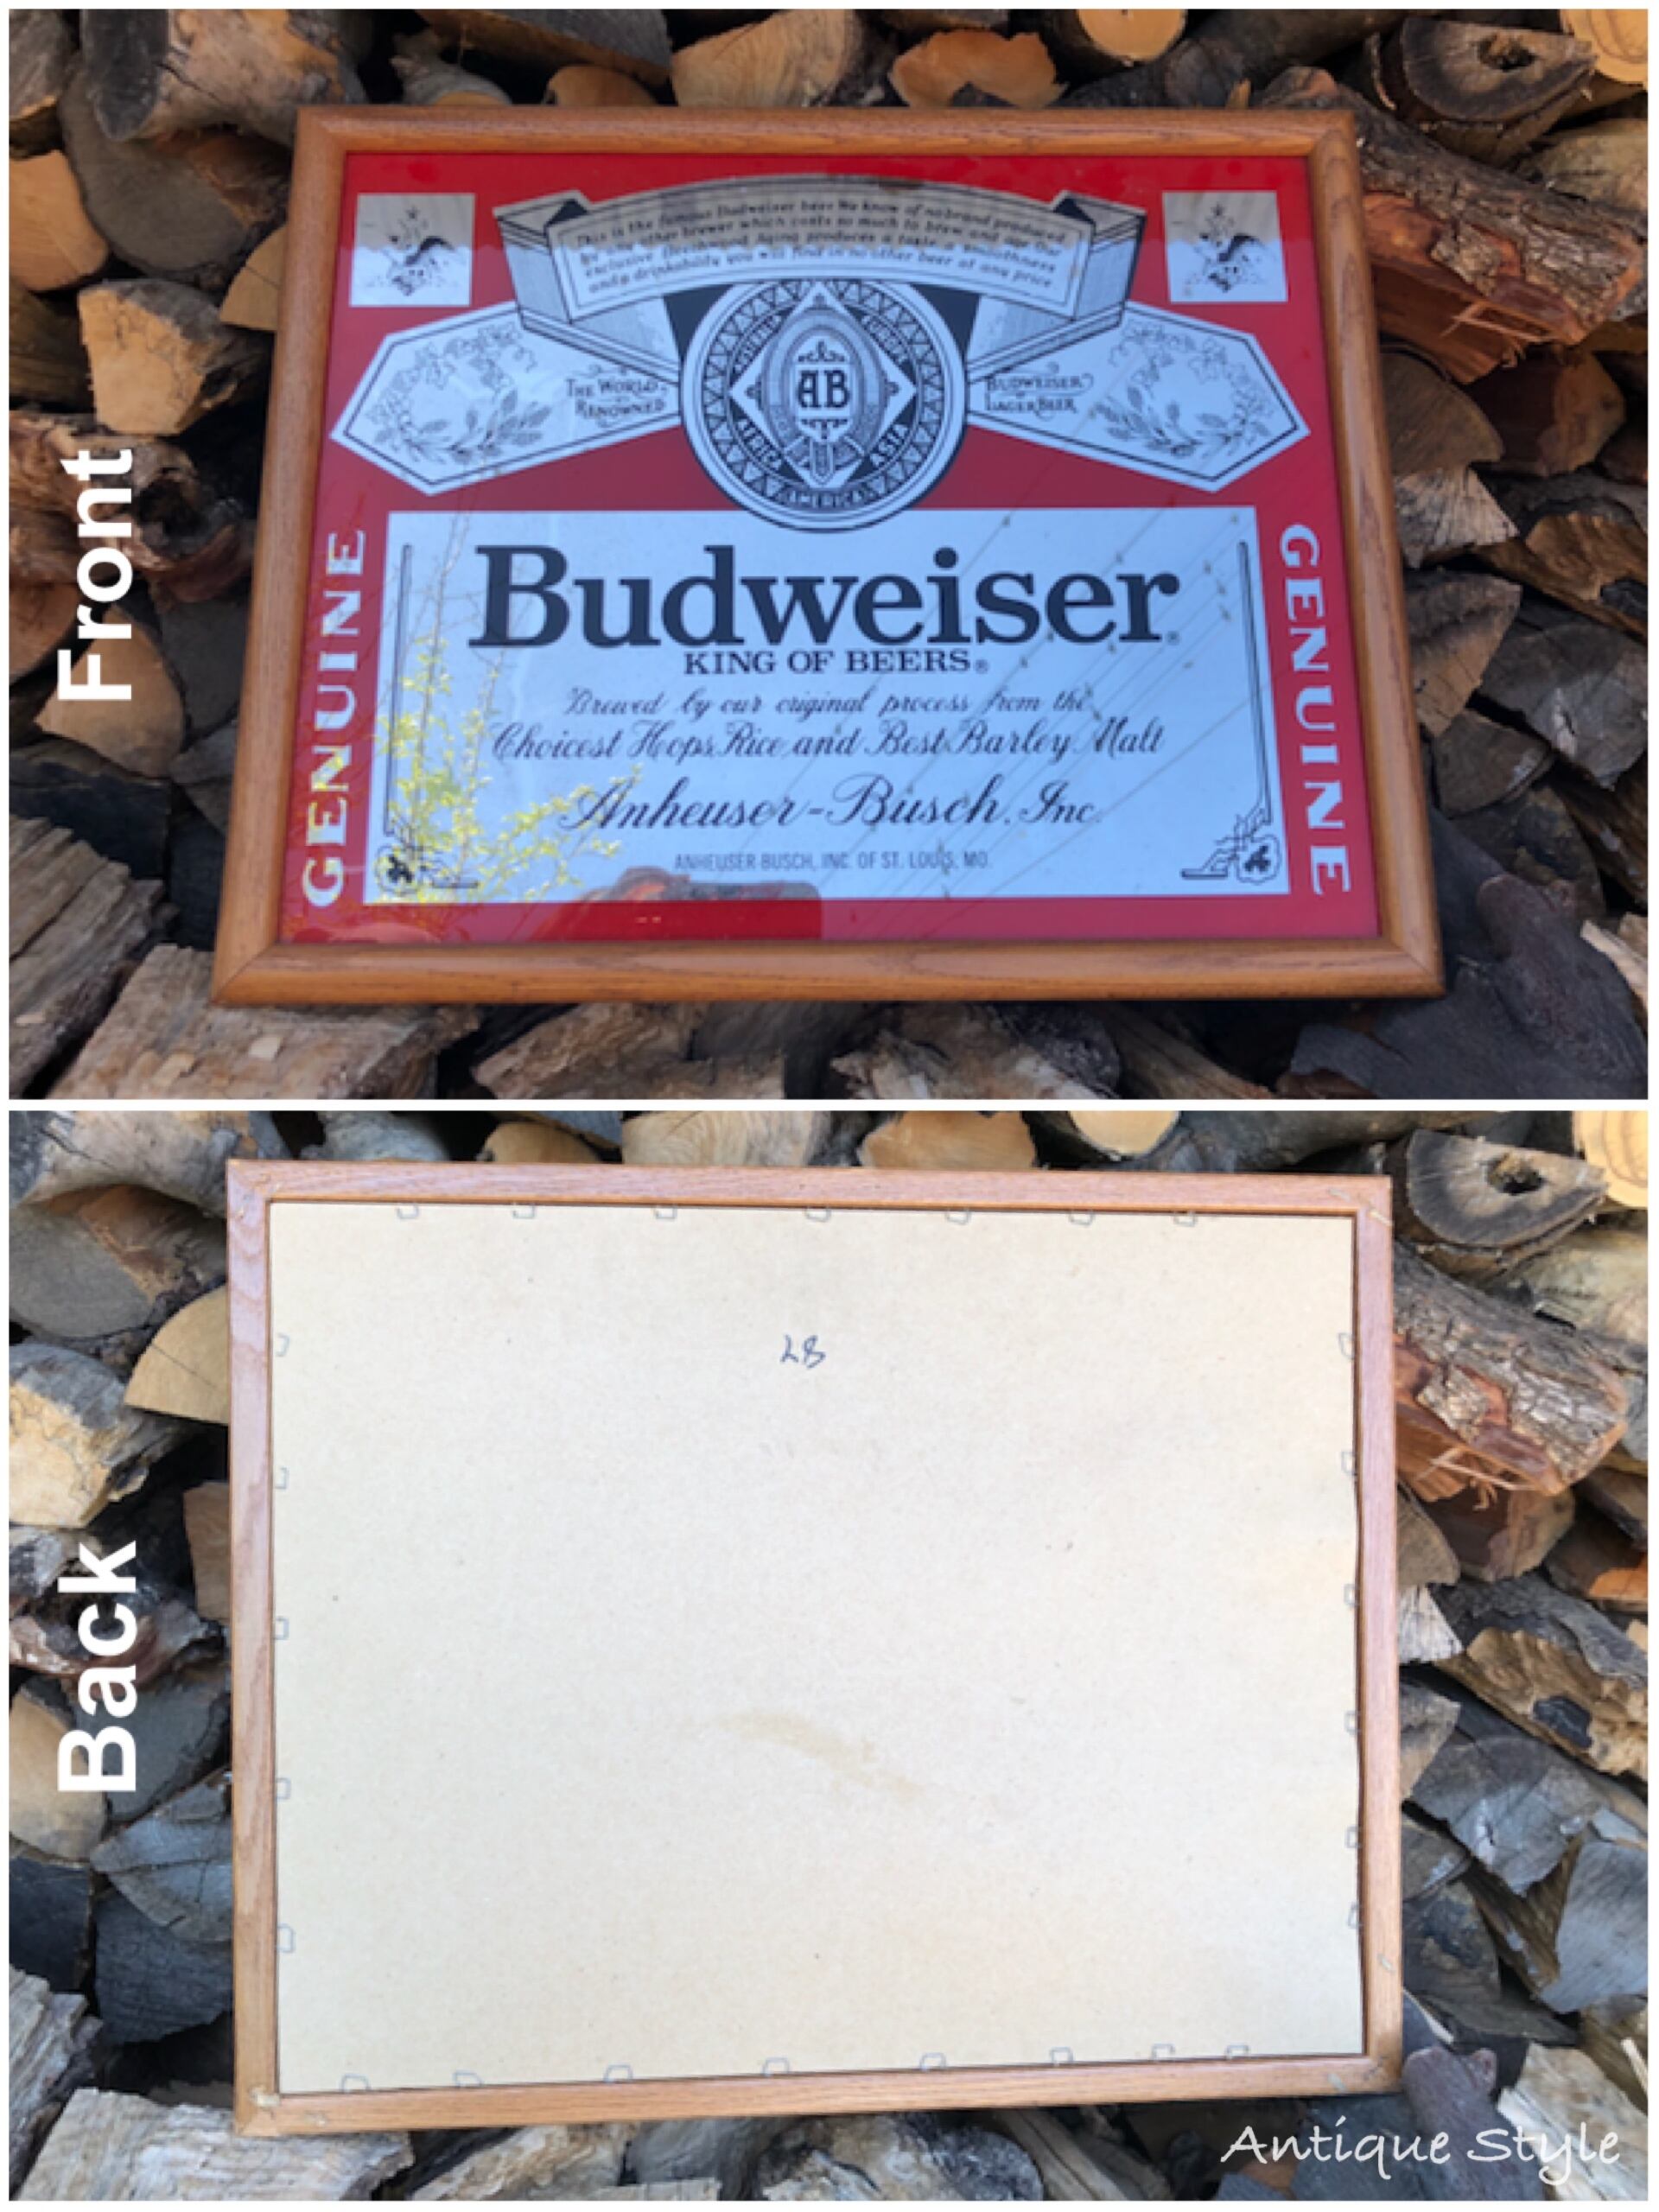 Front
This is the famous Budweiser beer. We know of no brand produced
by any other brewer which costs so much to brew and age. Our
exclusive Beechwood Aging produces a taste, a smoothness
and a drinkability you will find in no other beer at any price.
THE WORLD
RENOWNED
BUDWEISER
LAGER BEER
AB
AFRICA
ASIA
AMERICA
GENUINE
GENUINE
Budweiser®
KING OF BEERS®
Brewed by our original process from the
Choicest Hops, Rice and Best Barley Malt
Anheuser-Busch, Inc.
ANHEUSER-BUSCH, INC. OF ST. LOUIS, MO.
Back
Antique Style